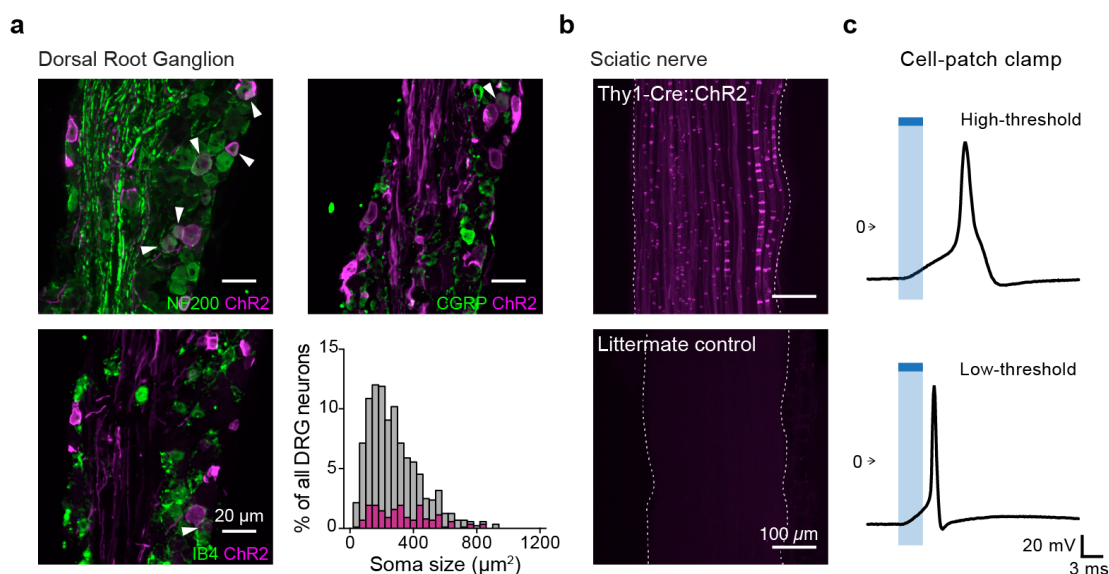 a
Dorsal Root Ganglion
NF200 ChR2
CGRP ChR2
20 µm
IB4 ChR2
% of all DRG neurons
15
10
5
0
0 400 800 1200
Soma size (µm²)
b
Sciatic nerve
Thy1-Cre::ChR2
Littermate control
100 µm
c
Cell-patch clamp
High-threshold
0
Low-threshold
0
20 mV
3 ms